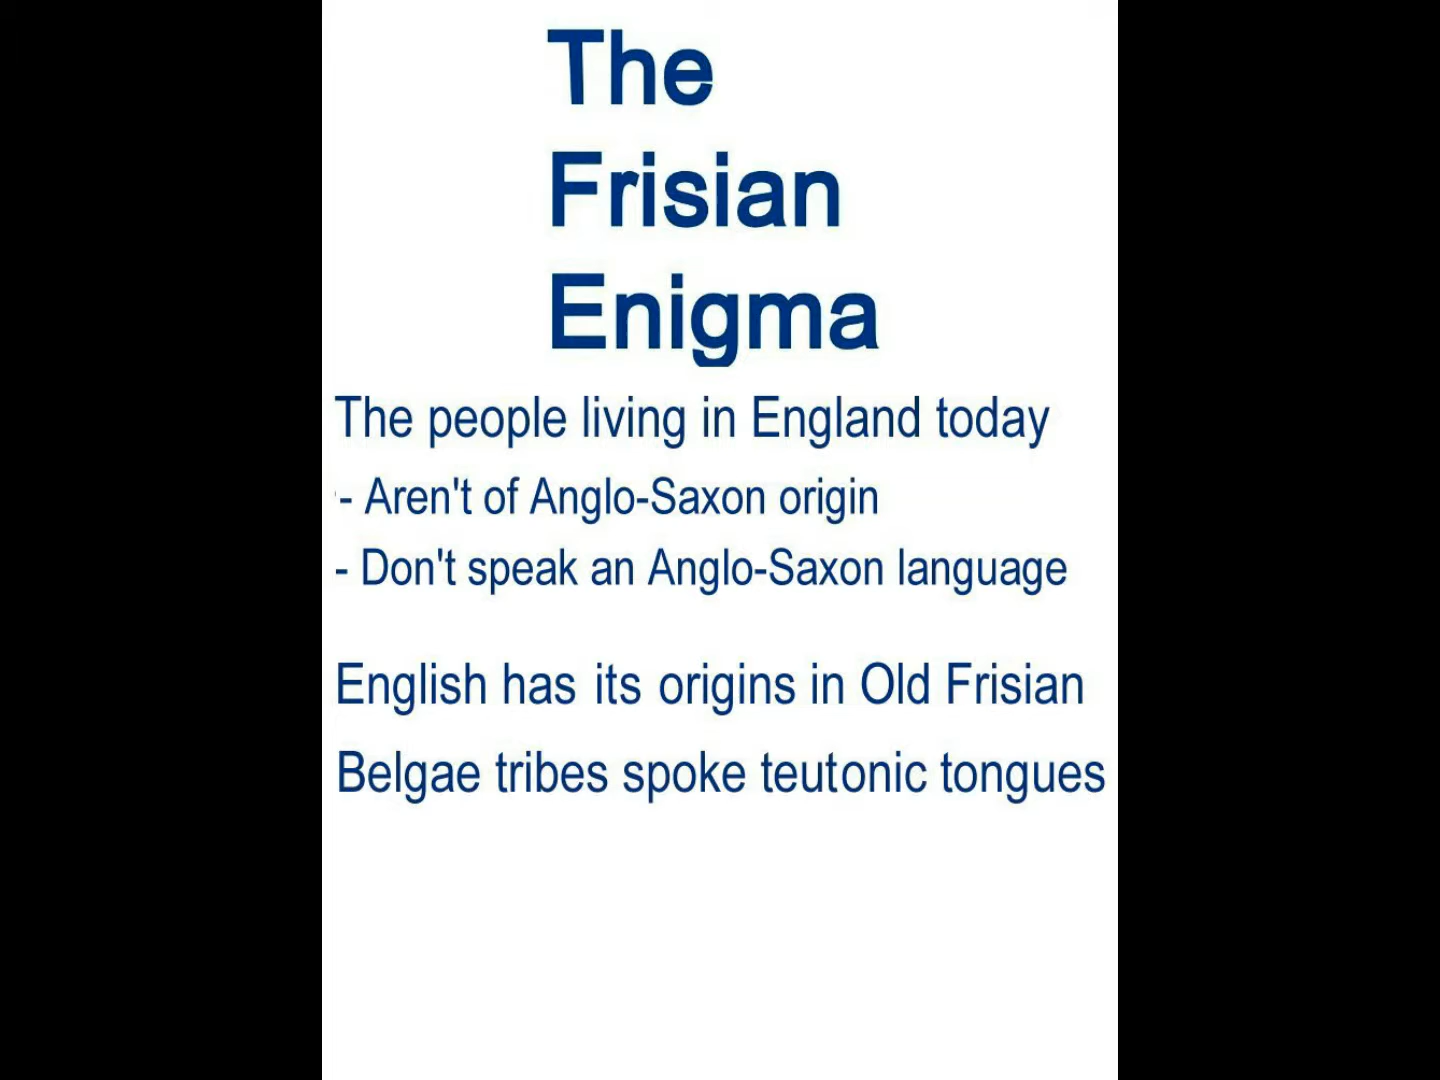 The
Frisian
Enigma
The people living in England today
- Aren't of Anglo-Saxon origin
- Don't speak an Anglo-Saxon language
English has its origins in Old Frisian
Belgae tribes spoke teutonic tongues